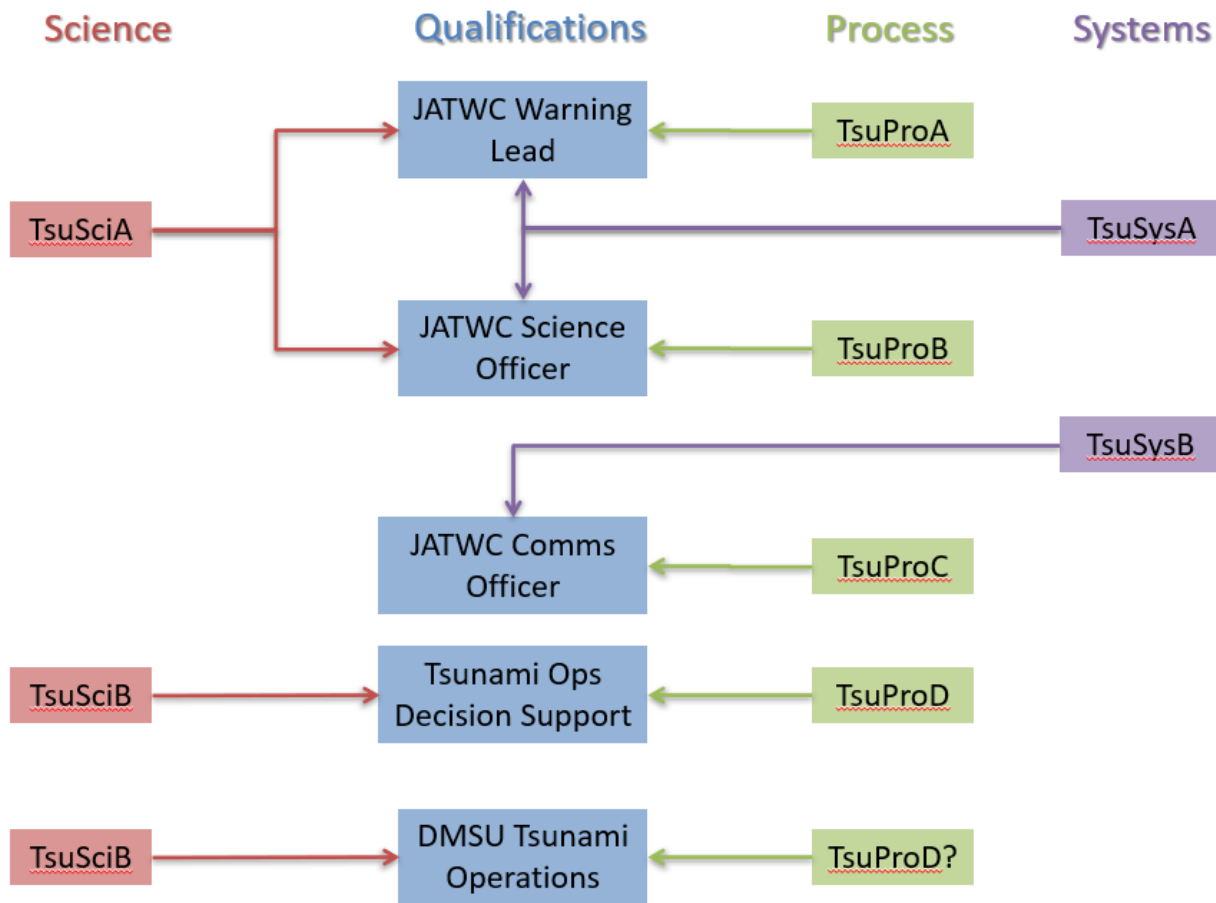 Science
Qualifications
Process
Systems
JATWC Warning
Lead
TsuProA
TsuSciA
TsuSysA
JATWC Science
Officer
TsuProB
TsuSysB
JATWC Comms
Officer
TsuProC
TsuSciB
Tsunami Ops
Decision Support
TsuProD
TsuSciB
DMSU Tsunami
Operations
TsuProD?